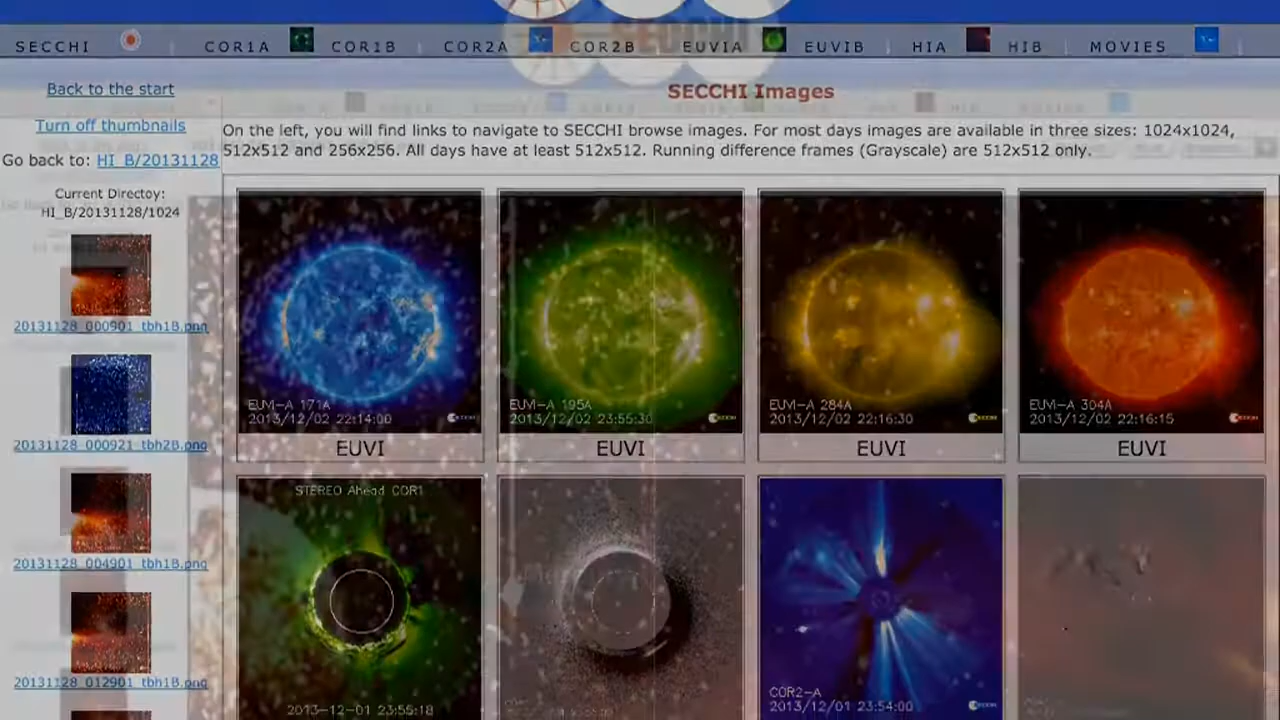 SECCHI COR1A COR1B COR2A COR2B EUVIA EUVIB HIA HIB MOVIES
Back to the start
Turn off thumbnails
Go back to: HI_B/20131128
Current Directoy:
HI_B/20131128/1024
20131128_000901_tbh1B.png
20131128_000921_tbh2B.png
20131128_004901_tbh1B.png
20131128_012901_tbh1B.png
SECCHI Images
On the left, you will find links to navigate to SECCHI browse images. For most days images are available in three sizes: 1024x1024,
512x512 and 256x256. All days have at least 512x512. Running difference frames (Grayscale) are 512x512 only.
EUVI-A 171A
2013/12/02 22:14:00
EUVI
EUVI-A 195A
2013/12/02 23:55:30
EUVI
EUVI-A 284A
2013/12/02 22:16:30
EUVI
EUVI-A 304A
2013/12/02 22:16:15
EUVI
STEREO Ahead COR1
2013-12-01 23:55:18
COR2-A
2013/12/01 23:54:00